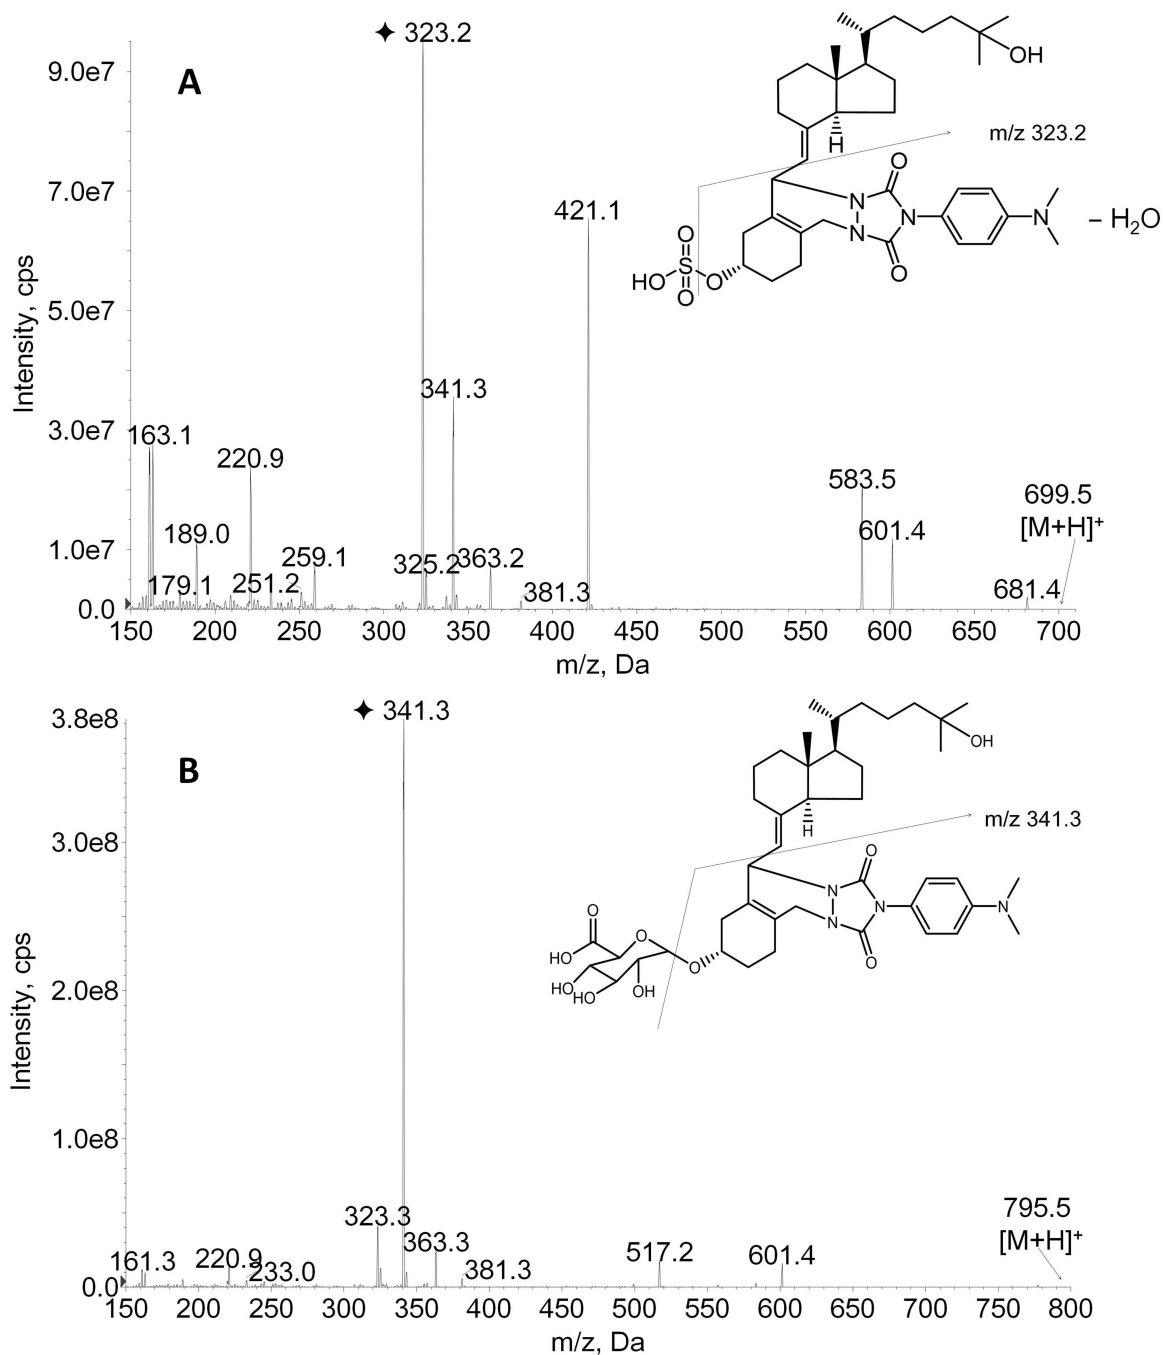 A
✦ 323.2
9.0e7
7.0e7
5.0e7
3.0e7
1.0e7
0.0
Intensity, cps
421.1
341.3
163.1
220.9
189.0
179.1
251.2
259.1
325.2
363.2
381.3
583.5
601.4
681.4
699.5
[M+H]+
OH
H
m/z 323.2
O
N
N
N
O
N
– H2O
O
HO
S
O
O
150 200 250 300 350 400 450 500 550 600 650 700
m/z, Da
B
✦ 341.3
3.8e8
3.0e8
2.0e8
1.0e8
0.0
Intensity, cps
323.3
363.3
161.3
220.9
233.0
381.3
517.2
601.4
795.5
[M+H]+
OH
H
m/z 341.3
O
N
N
N
O
N
O
HO
O
O
HO
HO
OH
150 200 250 300 350 400 450 500 550 600 650 700 750 800
m/z, Da